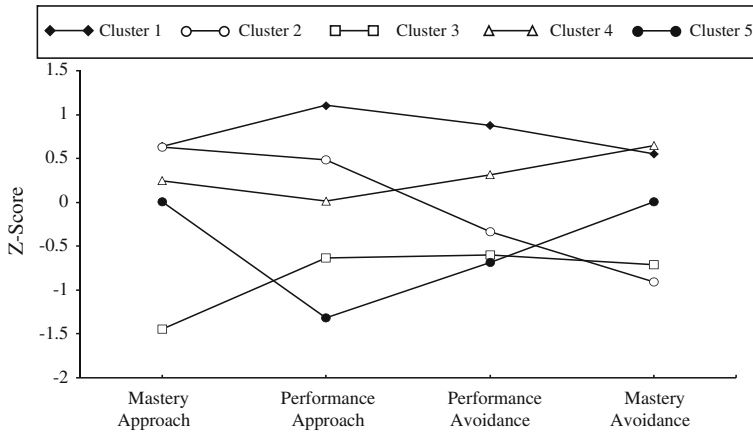 Cluster 1 Cluster 2 Cluster 3 Cluster 4 Cluster 5
1.5
1
0.5
0
-0.5
-1
-1.5
-2
Z-Score
Mastery Approach
Performance Approach
Performance Avoidance
Mastery Avoidance